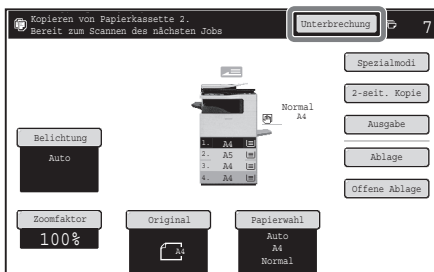 Kopieren von Papierkassette 2.
Bereit zum Scannen des nächsten Jobs
Unterbrechung
7
Spezialmodi
2-seit. Kopie
Ausgabe
Ablage
Offene Ablage
Normal
A4
1. A4
2. A5
3. A4
4. A4
Belichtung
Auto
Zoomfaktor
100%
Original
A4
Papierwahl
Auto
A4
Normal